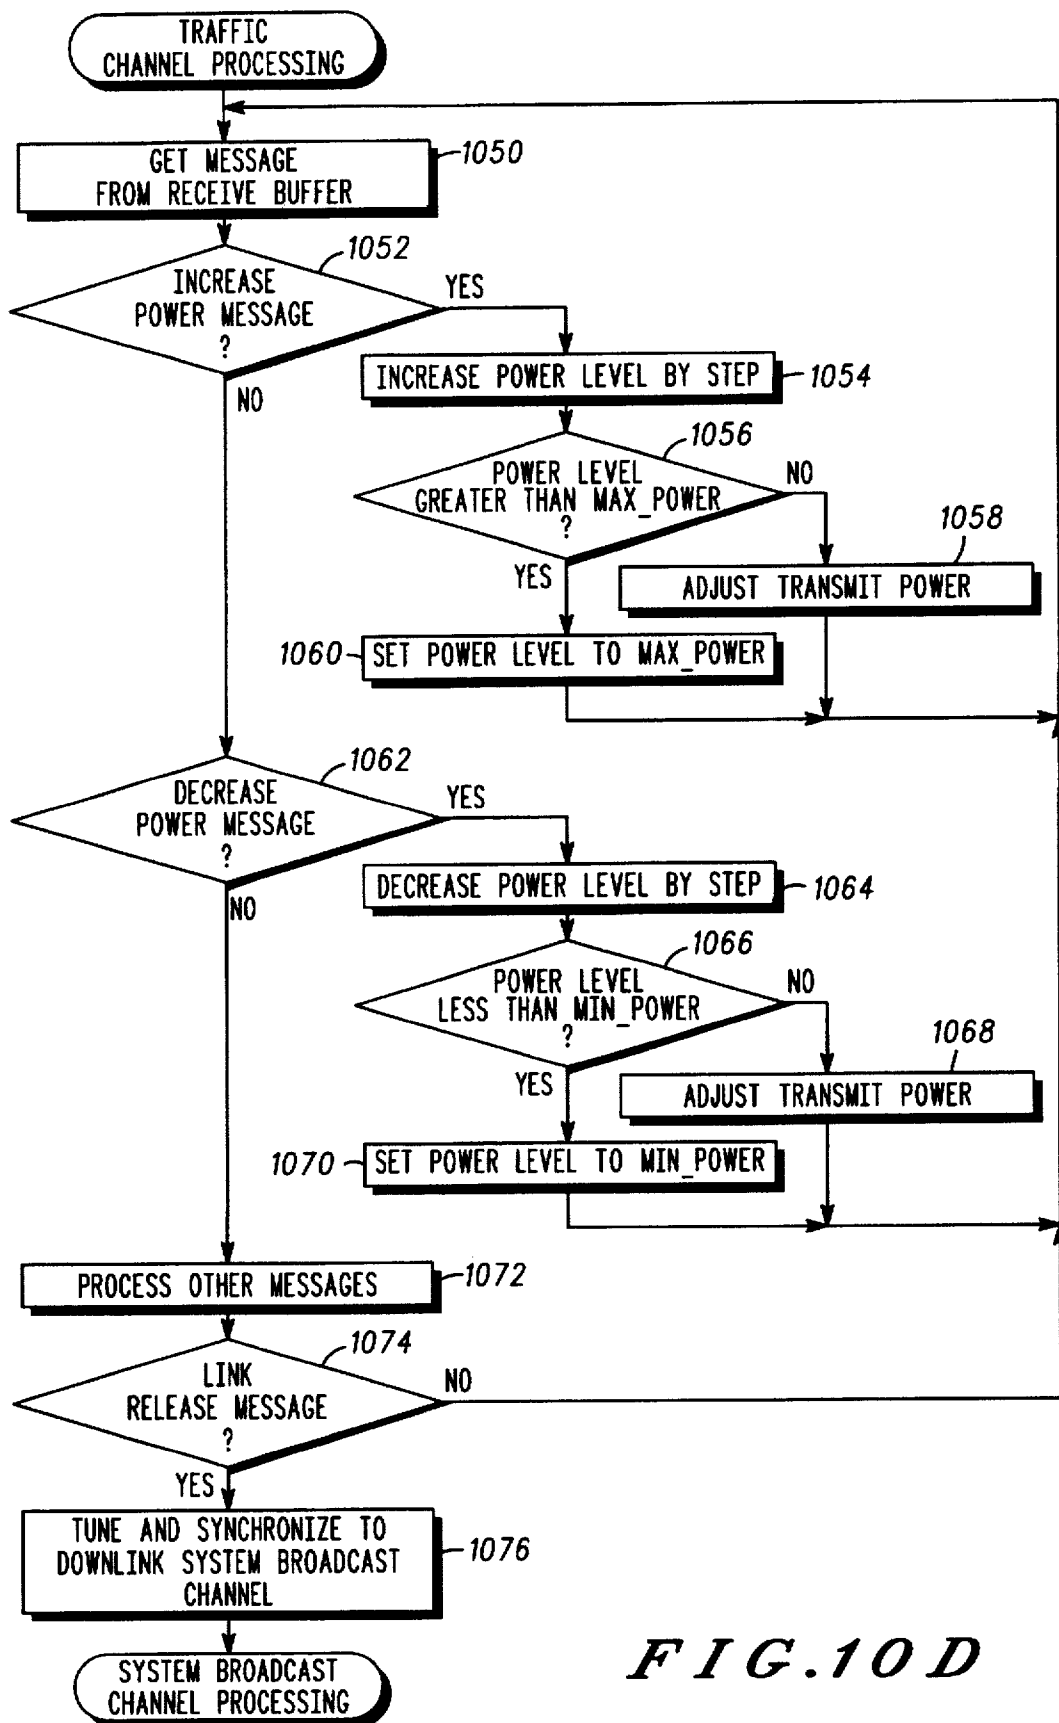 TRAFFIC
CHANNEL PROCESSING
GET MESSAGE
FROM RECEIVE BUFFER
1050
INCREASE
POWER MESSAGE
?
1052
YES
NO
INCREASE POWER LEVEL BY STEP
1054
POWER LEVEL
GREATER THAN MAX_POWER
?
1056
NO
YES
1058
ADJUST TRANSMIT POWER
1060
SET POWER LEVEL TO MAX_POWER
DECREASE
POWER MESSAGE
?
1062
YES
NO
DECREASE POWER LEVEL BY STEP
1064
POWER LEVEL
LESS THAN MIN_POWER
?
1066
NO
YES
1068
ADJUST TRANSMIT POWER
1070
SET POWER LEVEL TO MIN_POWER
PROCESS OTHER MESSAGES
1072
LINK
RELEASE MESSAGE
?
1074
NO
YES
TUNE AND SYNCHRONIZE TO
DOWNLINK SYSTEM BROADCAST
CHANNEL
1076
SYSTEM BROADCAST
CHANNEL PROCESSING
FIG.10D